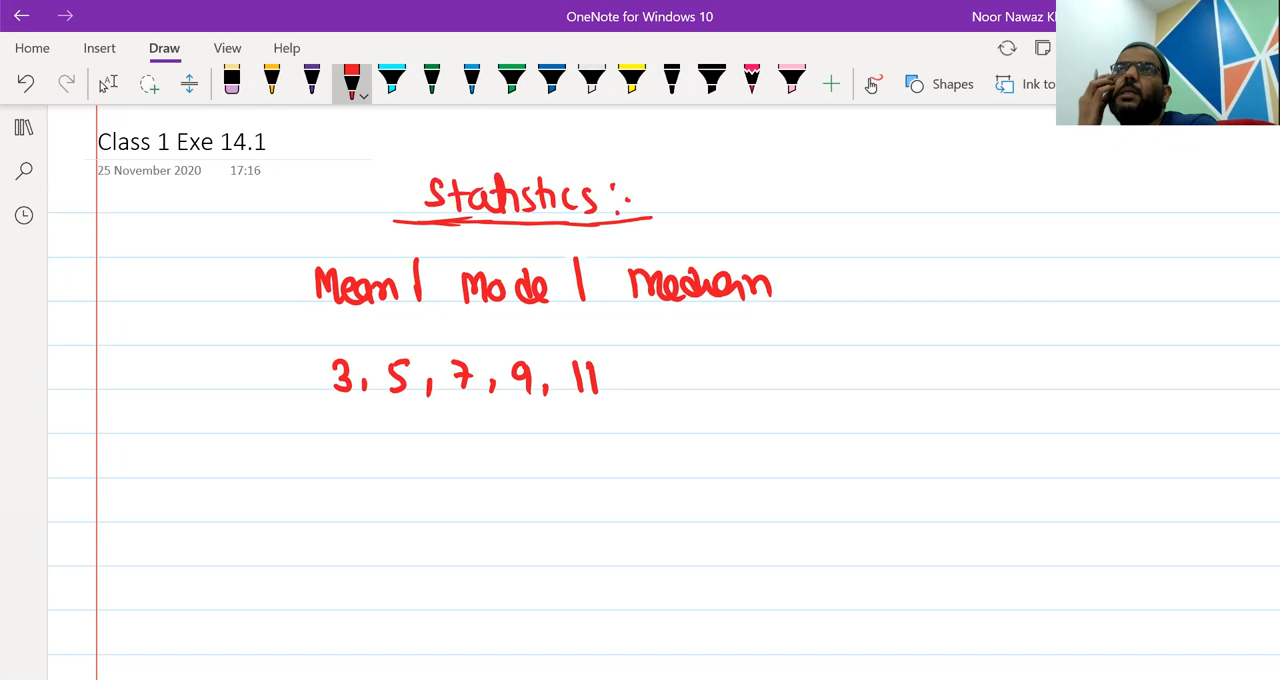 OneNote for Windows 10
Noor Nawaz Kh
Home Insert Draw View Help
Shapes Ink to
Class 1 Exe 14.1
25 November 2020 17:16
Statistics :-
Mean | Mode | Median
3, 5, 7, 9, 11